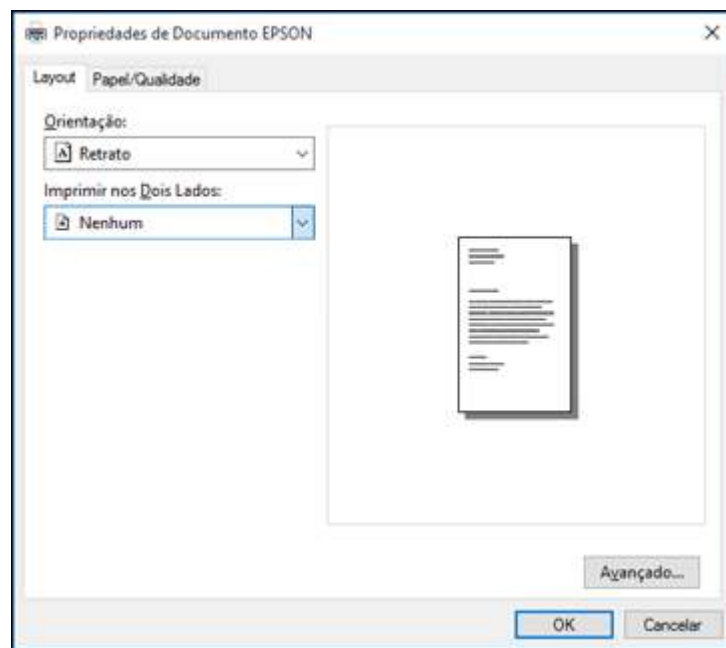 Propriedades de Documento EPSON
Layout Papel/Qualidade
Orientação:
Retrato
Imprimir nos Dois Lados:
Nenhum
Avançado...
OK Cancelar